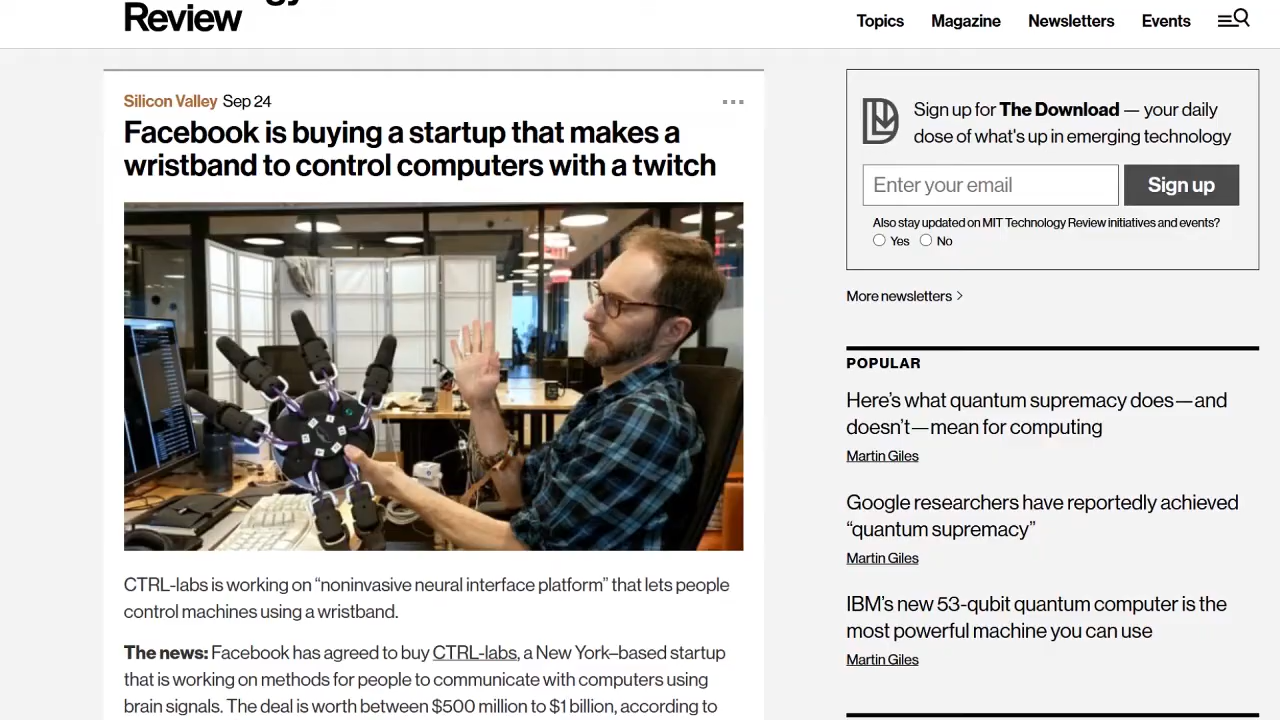 Review
Topics Magazine Newsletters Events
Silicon Valley Sep 24
Facebook is buying a startup that makes a
wristband to control computers with a twitch
CTRL-labs is working on “noninvasive neural interface platform” that lets people
control machines using a wristband.
The news: Facebook has agreed to buy CTRL-labs, a New York–based startup
that is working on methods for people to communicate with computers using
brain signals. The deal is worth between $500 million to $1 billion, according to
Sign up for The Download — your daily
dose of what's up in emerging technology
Enter your email Sign up
Also stay updated on MIT Technology Review initiatives and events?
Yes No
More newsletters
POPULAR
Here’s what quantum supremacy does—and
doesn’t—mean for computing
Martin Giles
Google researchers have reportedly achieved
“quantum supremacy”
Martin Giles
IBM’s new 53-qubit quantum computer is the
most powerful machine you can use
Martin Giles